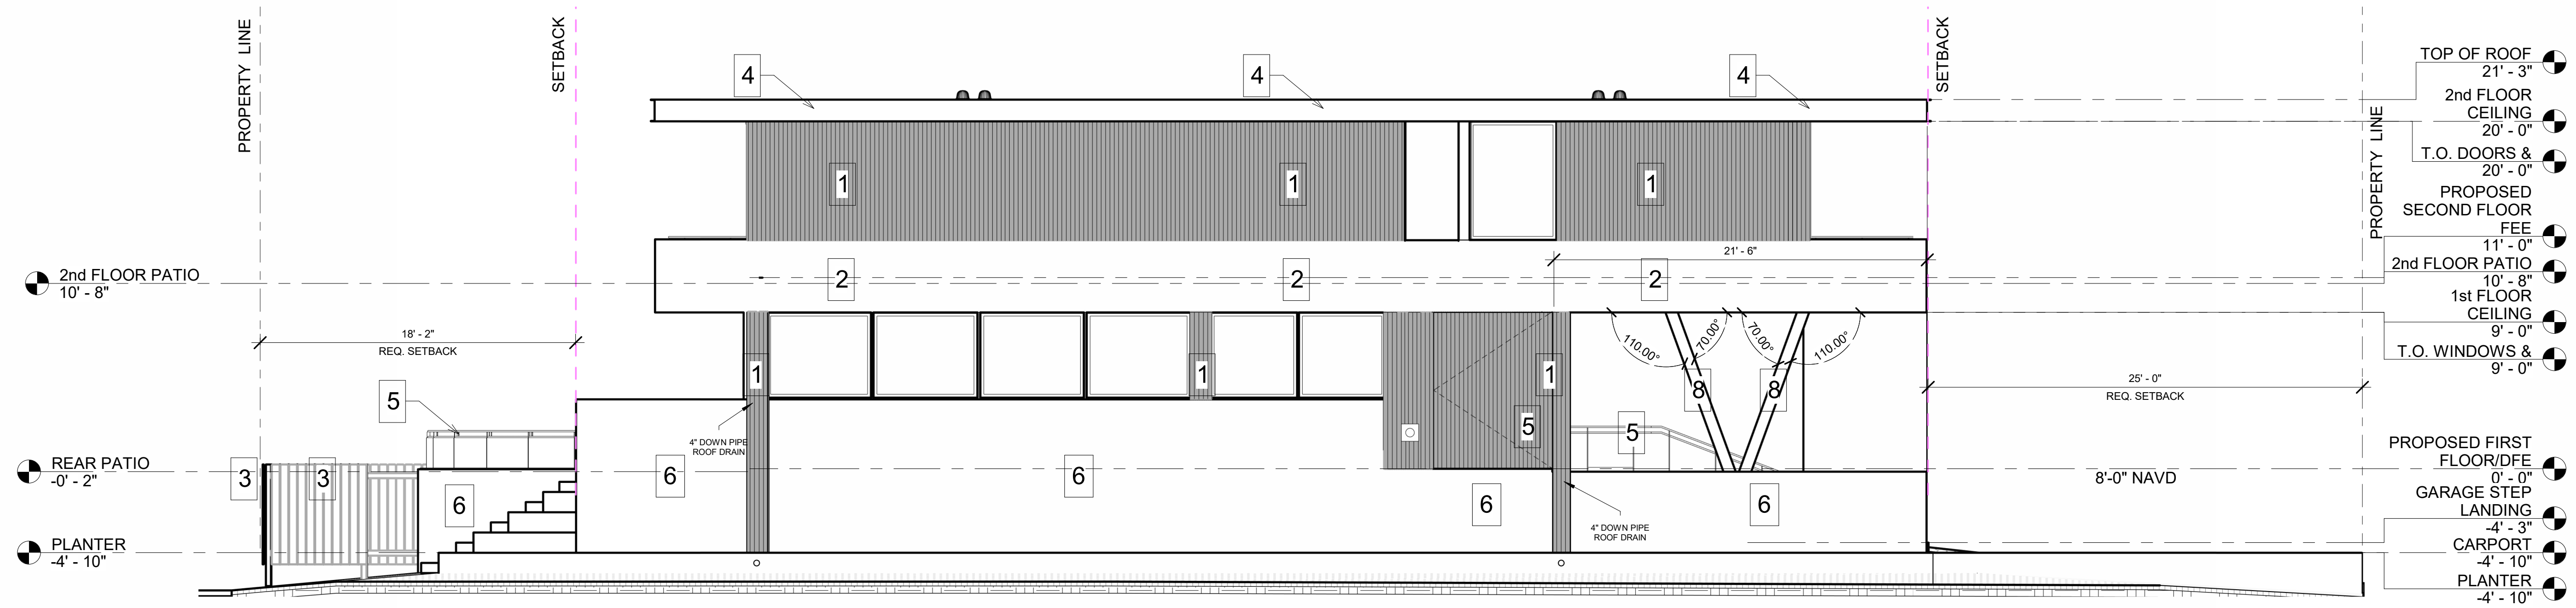 PROPERTY LINE
SETBACK
4
4
4
SETBACK
PROPERTY LINE
TOP OF ROOF
21' - 3"
2nd FLOOR
CEILING
20' - 0"
T.O. DOORS &
20' - 0"
PROPOSED
SECOND FLOOR
FEE
11' - 0"
2nd FLOOR PATIO
10' - 8"
1st FLOOR
CEILING
9' - 0"
T.O. WINDOWS &
9' - 0"
PROPOSED FIRST
FLOOR/DFE
0' - 0"
GARAGE STEP
LANDING
-4' - 3"
CARPORT
-4' - 10"
PLANTER
-4' - 10"
1
1
1
21' - 6"
2
2
2
2nd FLOOR PATIO
10' - 8"
18' - 2"
REQ. SETBACK
110.00°
70.00°
70.00°
110.00°
1
1
1
8
8
25' - 0"
REQ. SETBACK
5
5
5
4" DOWN PIPE
ROOF DRAIN
REAR PATIO
-0' - 2"
3
3
6
6
6
6
6
8'-0" NAVD
4" DOWN PIPE
ROOF DRAIN
PLANTER
-4' - 10"